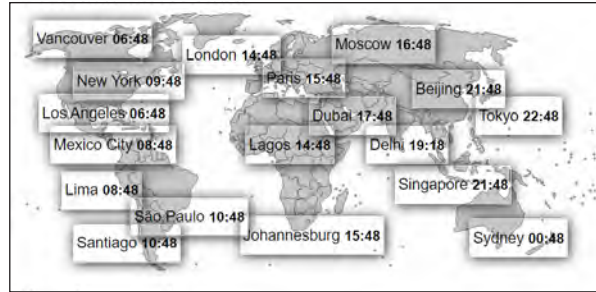 Vancouver 06:48
London 14:48
Moscow 16:48
New York 09:48
Paris 15:48
Beijing 21:48
Los Angeles 06:48
Dubai 17:48
Tokyo 22:48
Mexico City 08:48
Lagos 14:48
Delhi 19:18
Lima 08:48
Singapore 21:48
São Paulo 10:48
Santiago 10:48
Johannesburg 15:48
Sydney 00:48